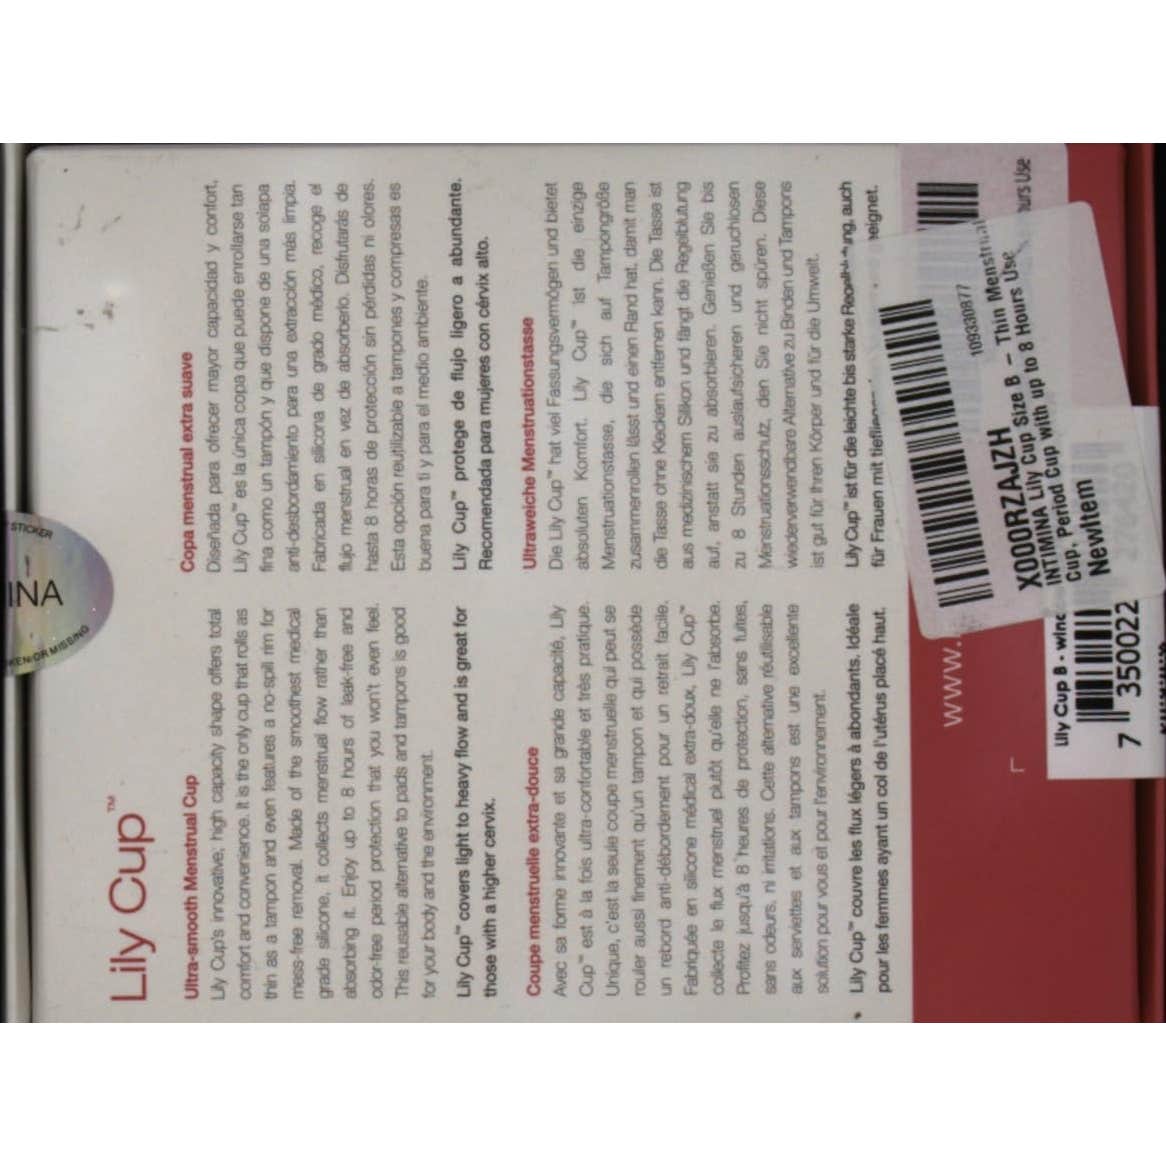 Lily Cup™
Ultra-smooth Menstrual Cup
Lily Cup's innovative, high capacity shape offers total
comfort and convenience. It is the only cup that rolls as
thin as a tampon and even features a no-spill rim for
mess-free removal. Made of the smoothest medical
grade silicone, it collects menstrual flow rather than
absorbing it. Enjoy up to 8 hours of leak-free and
odor-free period protection that you won't even feel.
This reusable alternative to pads and tampons is good
for your body and the environment.
Lily Cup™ covers light to heavy flow and is great for
those with a higher cervix.
Coupe menstruelle extra-douce
Avec sa forme innovante et sa grande capacité, Lily
Cup™ est à la fois ultra-confortable et très pratique.
Unique, c'est la seule coupe menstruelle qui peut se
rouler aussi finement qu'un tampon et qui possède
un rebord anti-débordement pour un retrait facile.
Fabriquée en silicone médical extra-doux, Lily Cup™
collecte le flux menstruel plutôt qu'elle ne l'absorbe.
Profitez jusqu'à 8 heures de protection, sans fuites,
sans odeurs, ni irritations. Cette alternative réutilisable
aux serviettes et aux tampons est une excellente
solution pour vous et pour l'environnement.
Lily Cup™ couvre les flux légers à abondants. Idéale
pour les femmes ayant un col de l'utérus placé haut.
Copa menstrual extra suave
Diseñada para ofrecer mayor capacidad y confort,
Lily Cup™ es la única copa que puede enrollarse tan
fina como un tampón y que dispone de una solapa
anti-desbordamiento para una extracción más limpia.
Fabricada en silicona de grado médico, recoge el
flujo menstrual en vez de absorberlo. Disfrutarás de
hasta 8 horas de protección sin pérdidas ni olores.
Esta opción reutilizable a tampones y compresas es
buena para ti y para el medio ambiente.
Lily Cup™ protege de flujo ligero a abundante.
Recomendada para mujeres con cérvix alto.
Ultraweiche Menstruationstasse
Die Lily Cup™ hat viel Fassungsvermögen und bietet
absoluten Komfort. Lily Cup™ ist die einzige
Menstruationstasse, die sich auf Tampongröße
zusammenrollen lässt und einen Rand hat, damit man
die Tasse ohne Kleckern entfernen kann. Die Tasse ist
aus medizinischem Silikon und fängt die Regelblutung
auf, anstatt sie zu absorbieren. Genießen Sie bis
zu 8 Stunden auslaufsicheren und geruchlosen
Menstruationsschutz, den Sie nicht spüren. Diese
wiederverwendbare Alternative zu Binden und Tampons
ist gut für Ihren Körper und für die Umwelt.
Lily Cup™ ist für die leichte bis starke auch
für Frauen mit
STICKER
INA
OR MISSING
www.
109330877
X000RZAJZH
INTIMINA Lily Cup Size B – Thin Menstrual
Cup, Period Cup with up to 8 Hours Use
NewItem
ours Use
Lily Cup B - wine
7 350022